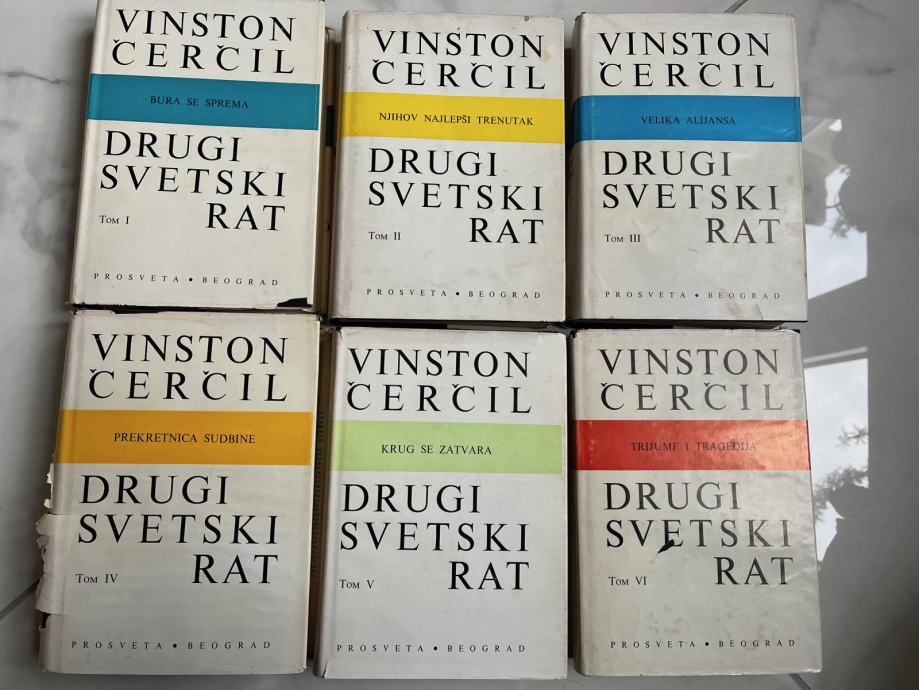 VINSTON
ČERČIL
BURA SE SPREMA
DRUGI
SVETSKI
RAT
Tom I
PROSVETA • BEOGRAD
VINSTON
ČERČIL
NJIHOV NAJLEPŠI TRENUTAK
DRUGI
SVETSKI
RAT
Tom II
PROSVETA • BEOGRAD
VINSTON
ČERČIL
VELIKA ALIJANSA
DRUGI
SVETSKI
RAT
Tom III
PROSVETA • BEOGRAD
VINSTON
ČERČIL
PREKRETNICA SUDBINE
DRUGI
SVETSKI
RAT
Tom IV
PROSVETA • BEOGRAD
VINSTON
ČERČIL
KRUG SE ZATVARA
DRUGI
SVETSKI
RAT
Tom V
PROSVETA • BEOGRAD
VINSTON
ČERČIL
TRIJUMF I TRAGEDIJA
DRUGI
SVETSKI
RAT
Tom VI
PROSVETA • BEOGRAD